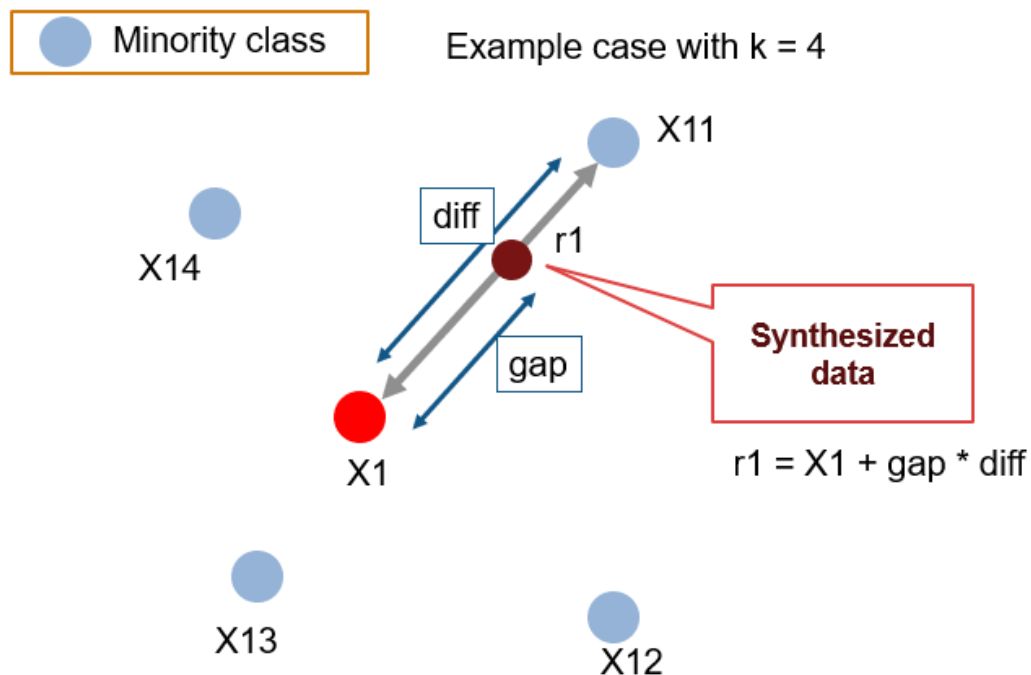 Minority class
Example case with k = 4
X11
diff
r1
X14
Synthesized
data
gap
r1 = X1 + gap * diff
X1
X13
X12